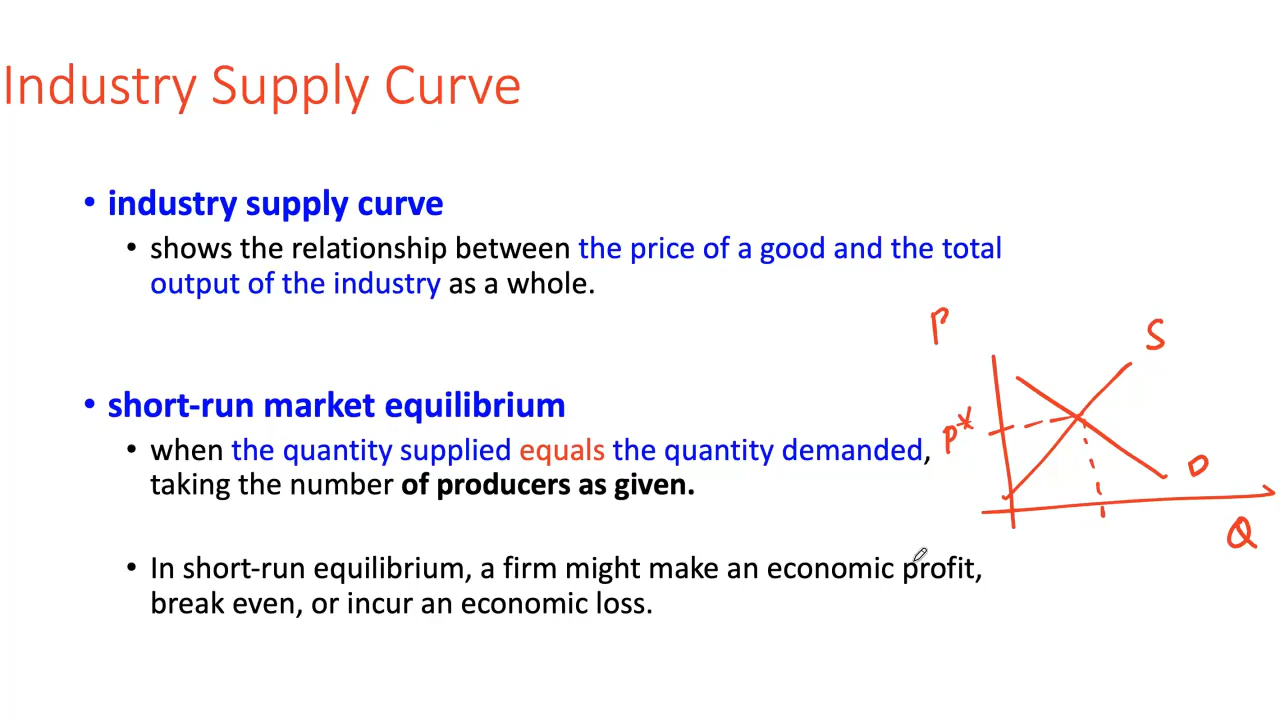 Industry Supply Curve
• industry supply curve
• shows the relationship between the price of a good and the total
output of the industry as a whole.
P
S
• short-run market equilibrium
P*
• when the quantity supplied equals the quantity demanded,
D
taking the number of producers as given.
Q
• In short-run equilibrium, a firm might make an economic profit,
break even, or incur an economic loss.